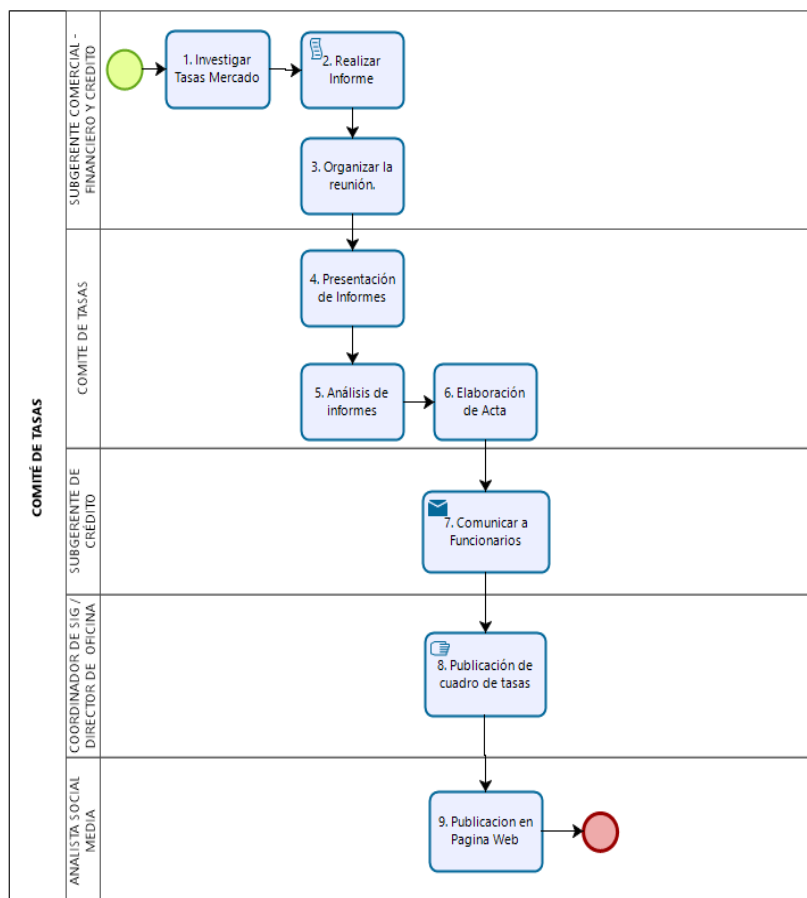 COMITÉ DE TASAS
SUBGERENTE COMERCIAL -
FINANCIERO Y CREDITO
1. Investigar
Tasas Mercado
2. Realizar
Informe
3. Organizar la
reunión.
COMITE DE TASAS
4. Presentación
de Informes
5. Análisis de
informes
6. Elaboración
de Acta
SUBGERENTE DE
CRÉDITO
7. Comunicar a
Funcionarios
COORDINADOR DE SIG /
DIRECTOR DE OFICINA
8. Publicación de
cuadro de tasas
ANALISTA SOCIAL
MEDIA
9. Publicacion en
Pagina Web